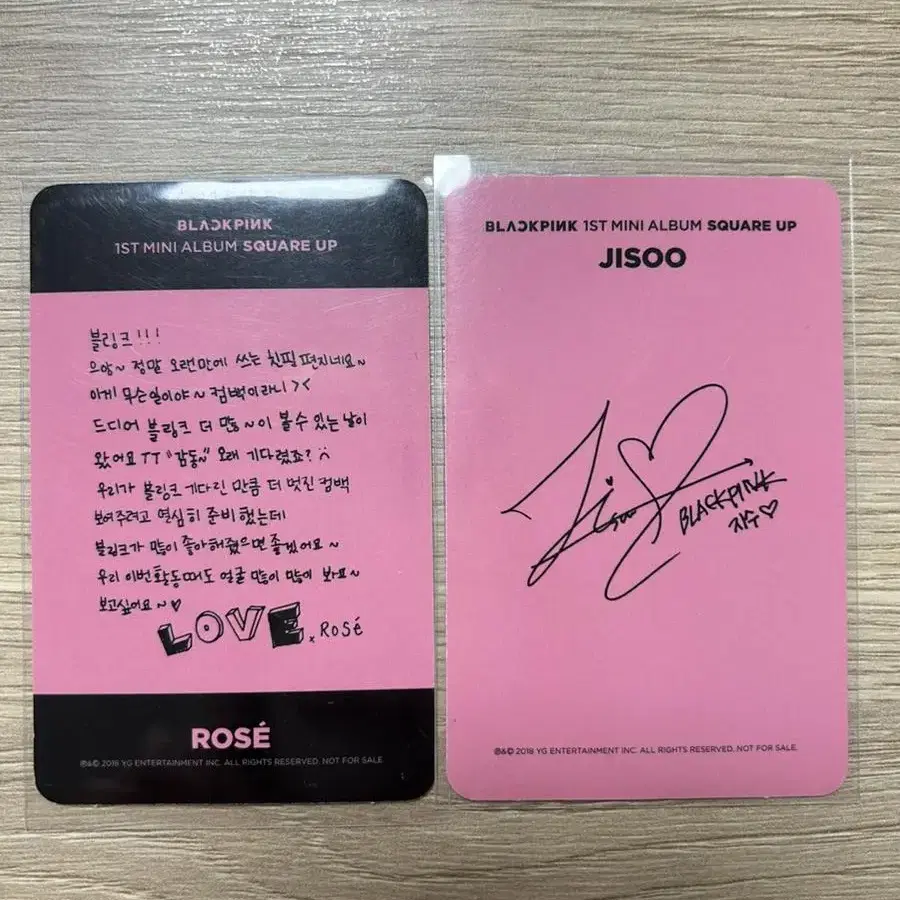 BLACKPINK
1ST MINI ALBUM SQUARE UP
블링크!!!
으앙~ 정말 오랜만에 쓰는 친필 편지네요~
이게 무슨일이야~ 컴백이라니 ><
드디어 블링크 더 많~이 볼수 있는 날이
왔어요 TT "감동" 오래 기다렸죠? :(
우리가 블링크 기다린 만큼 더 멋진 컴백
보여주려고 열심히 준비했는데
블링크가 많이 좋아해줬으면 좋겠어요~
우리 이번 활동때도 얼굴 많이 많이 봐요~
보고싶어요~♡
LOVE x ROSÉ
ROSÉ
℗&© 2018 YG ENTERTAINMENT INC. ALL RIGHTS RESERVED. NOT FOR SALE
BLACKPINK 1ST MINI ALBUM SQUARE UP
JISOO
Jisoo♡
BLACKPINK
지수♡
℗&© 2018 YG ENTERTAINMENT INC. ALL RIGHTS RESERVED. NOT FOR SALE.